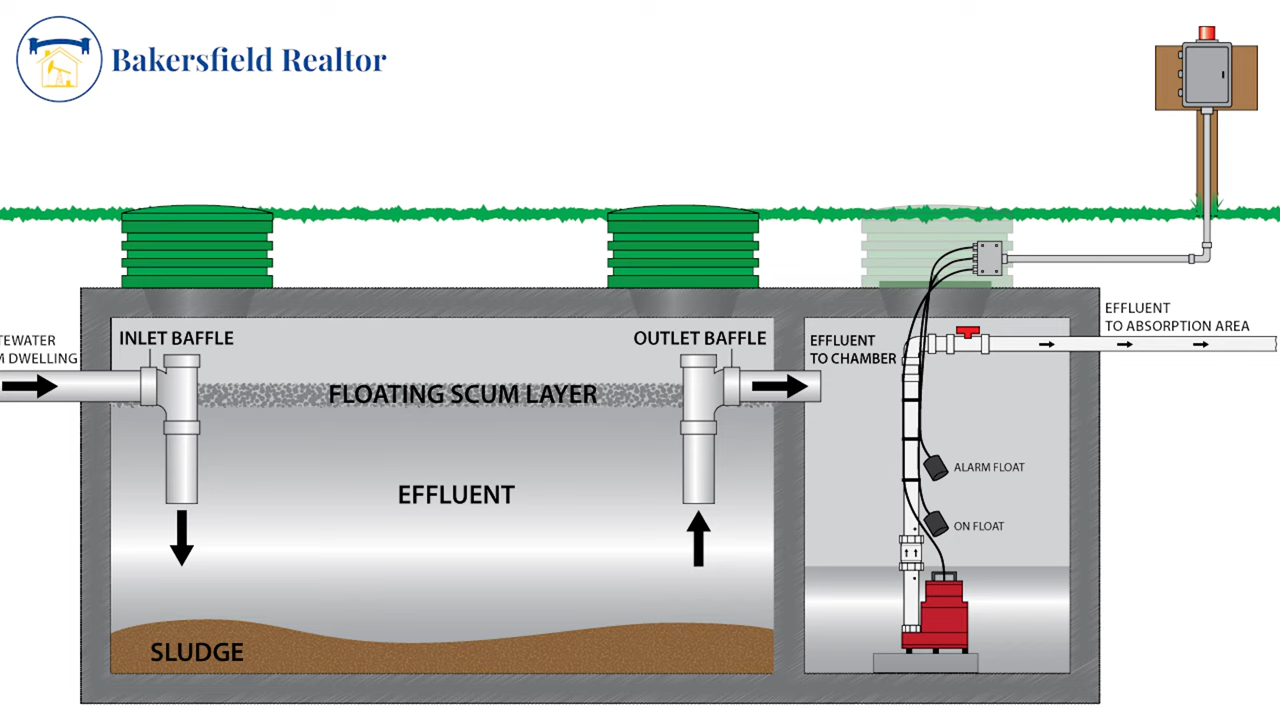 Bakersfield Realtor
EFFLUENT
TO ABSORPTION AREA
TEWATER
M DWELLING
INLET BAFFLE
OUTLET BAFFLE
EFFLUENT
TO CHAMBER
FLOATING SCUM LAYER
ALARM FLOAT
EFFLUENT
ON FLOAT
SLUDGE